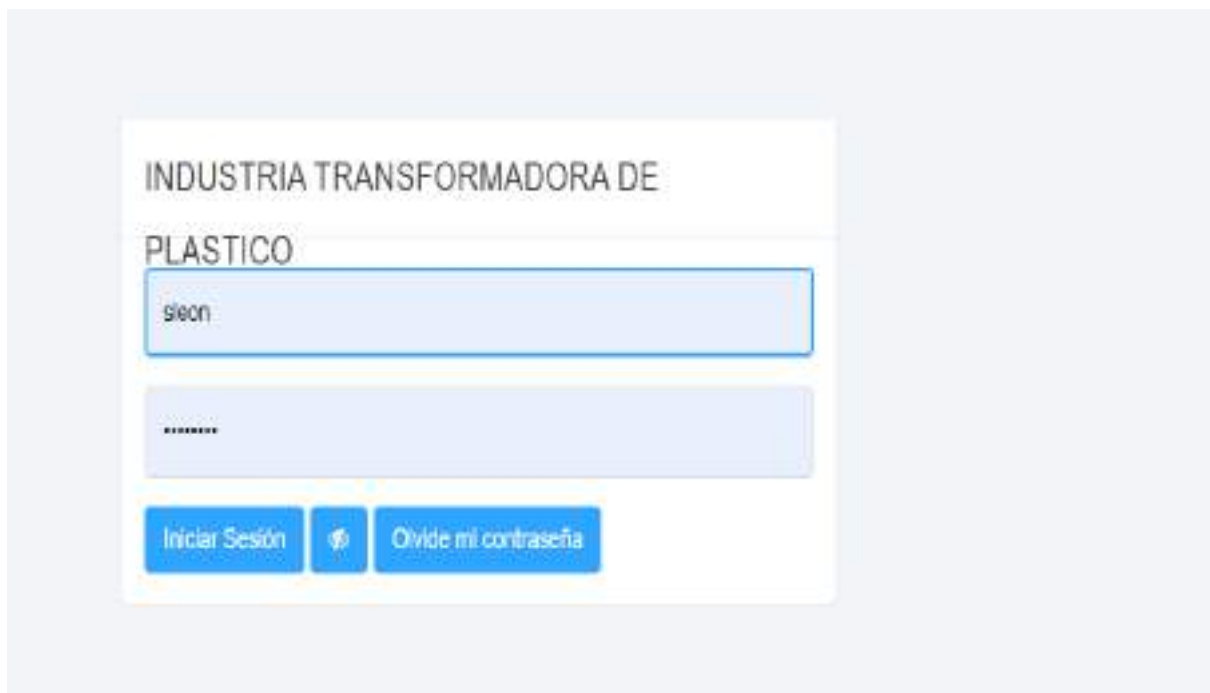 INDUSTRIA TRANSFORMADORA DE
PLASTICO
sleon
••••••••
Iniciar Sesión
Olvide mi contraseña